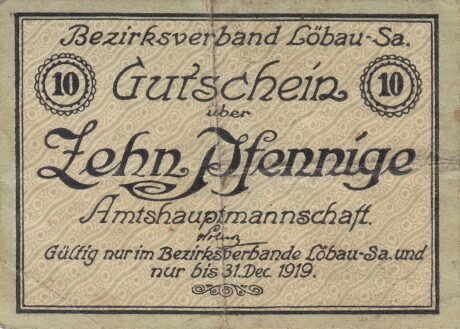 Bezirksverband Löbau-Sa.
10 Gutschein 10
über
Zehn Pfennige
Amtshauptmannschaft.
Gültig nur im Bezirksverbande Löbau-Sa. und
nur bis 31. Dec. 1919.